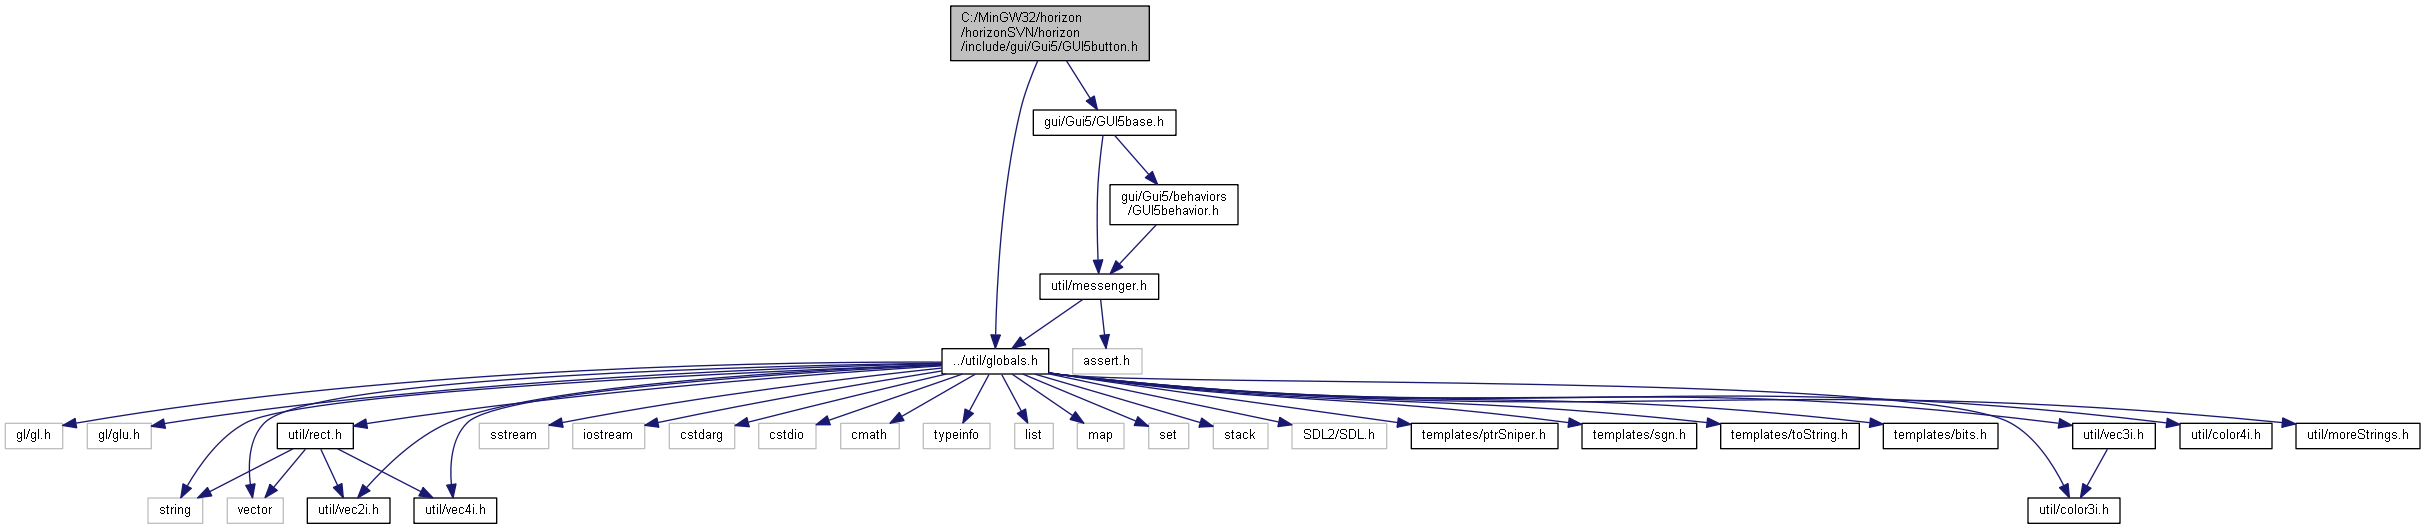 C:/MinGW32/horizon
/horizonSVN/horizon
/include/gui/Gui5/GUI5button.h
gui/Gui5/GUI5base.h
gui/Gui5/behaviors
/GUI5behavior.h
util/messenger.h
../util/globals.h
assert.h
gl/gl.h
gl/glu.h
util/rect.h
sstream
iostream
cstdarg
cstdio
cmath
typeinfo
list
map
set
stack
SDL2/SDL.h
templates/ptrSniper.h
templates/sgn.h
templates/toString.h
templates/bits.h
util/vec3i.h
util/color4i.h
util/moreStrings.h
string
vector
util/vec2i.h
util/vec4i.h
util/color3i.h